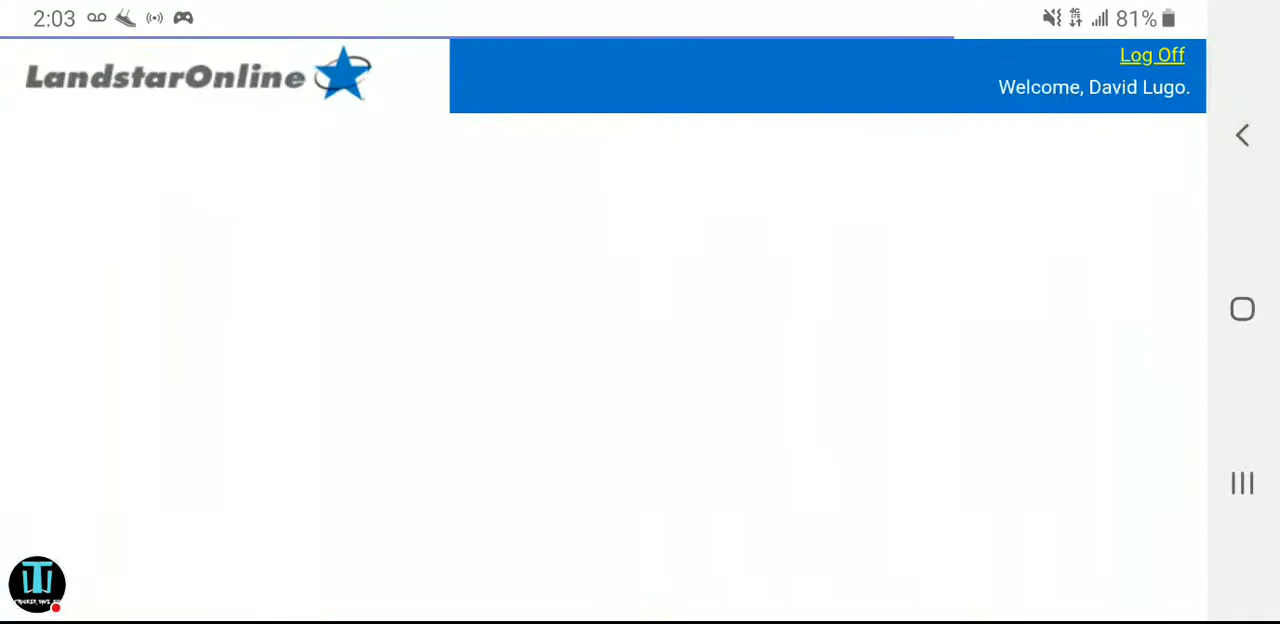 2:03
81%
LandstarOnline
Log Off
Welcome, David Lugo.